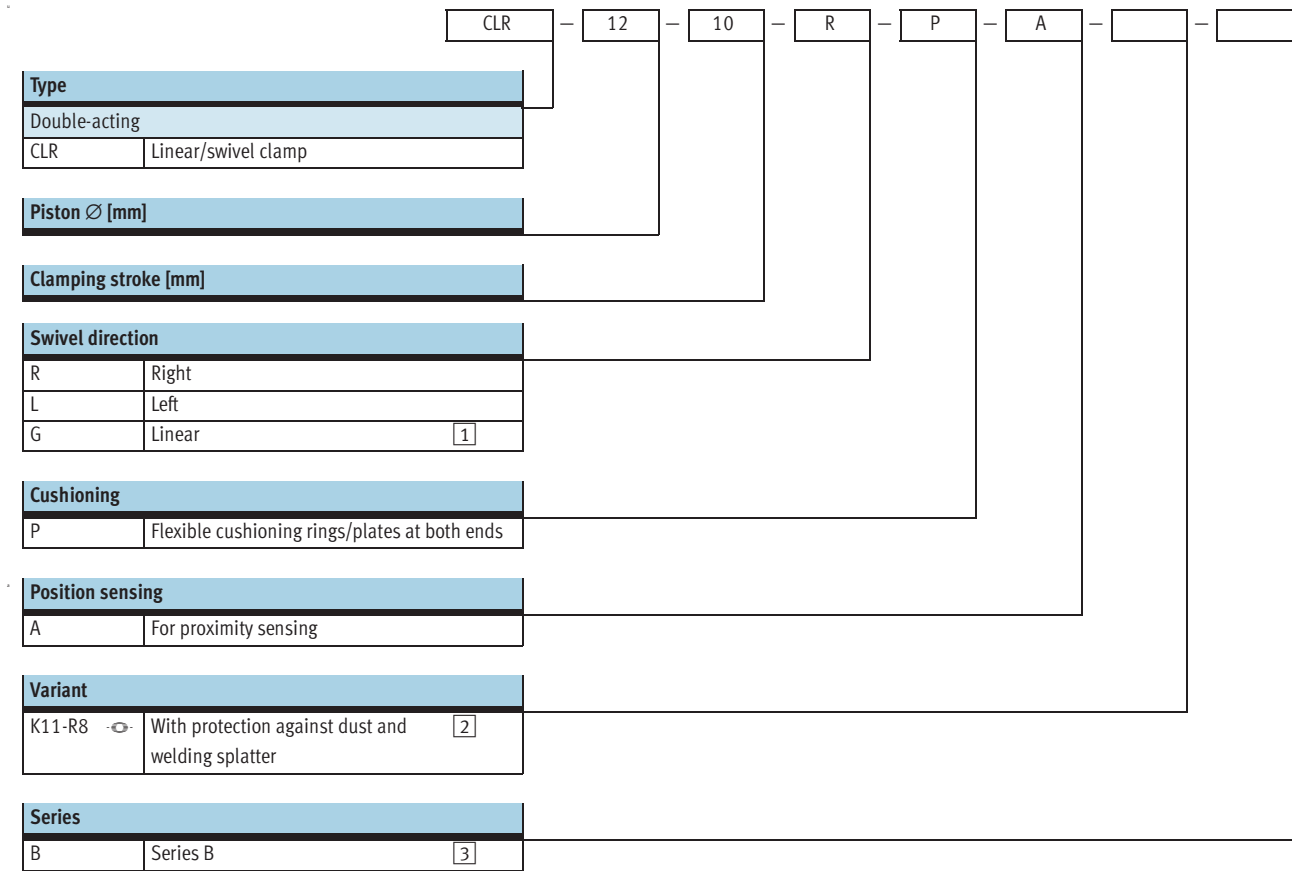 CLR – 12 – 10 – R – P – A – –
Type
Double-acting
CLR Linear/swivel clamp
Piston ∅ [mm]
Clamping stroke [mm]
Swivel direction
R Right
L Left
G Linear 1
Cushioning
P Flexible cushioning rings/plates at both ends
Position sensing
A For proximity sensing
Variant
K11-R8 With protection against dust and 2
welding splatter
Series
B Series B 3